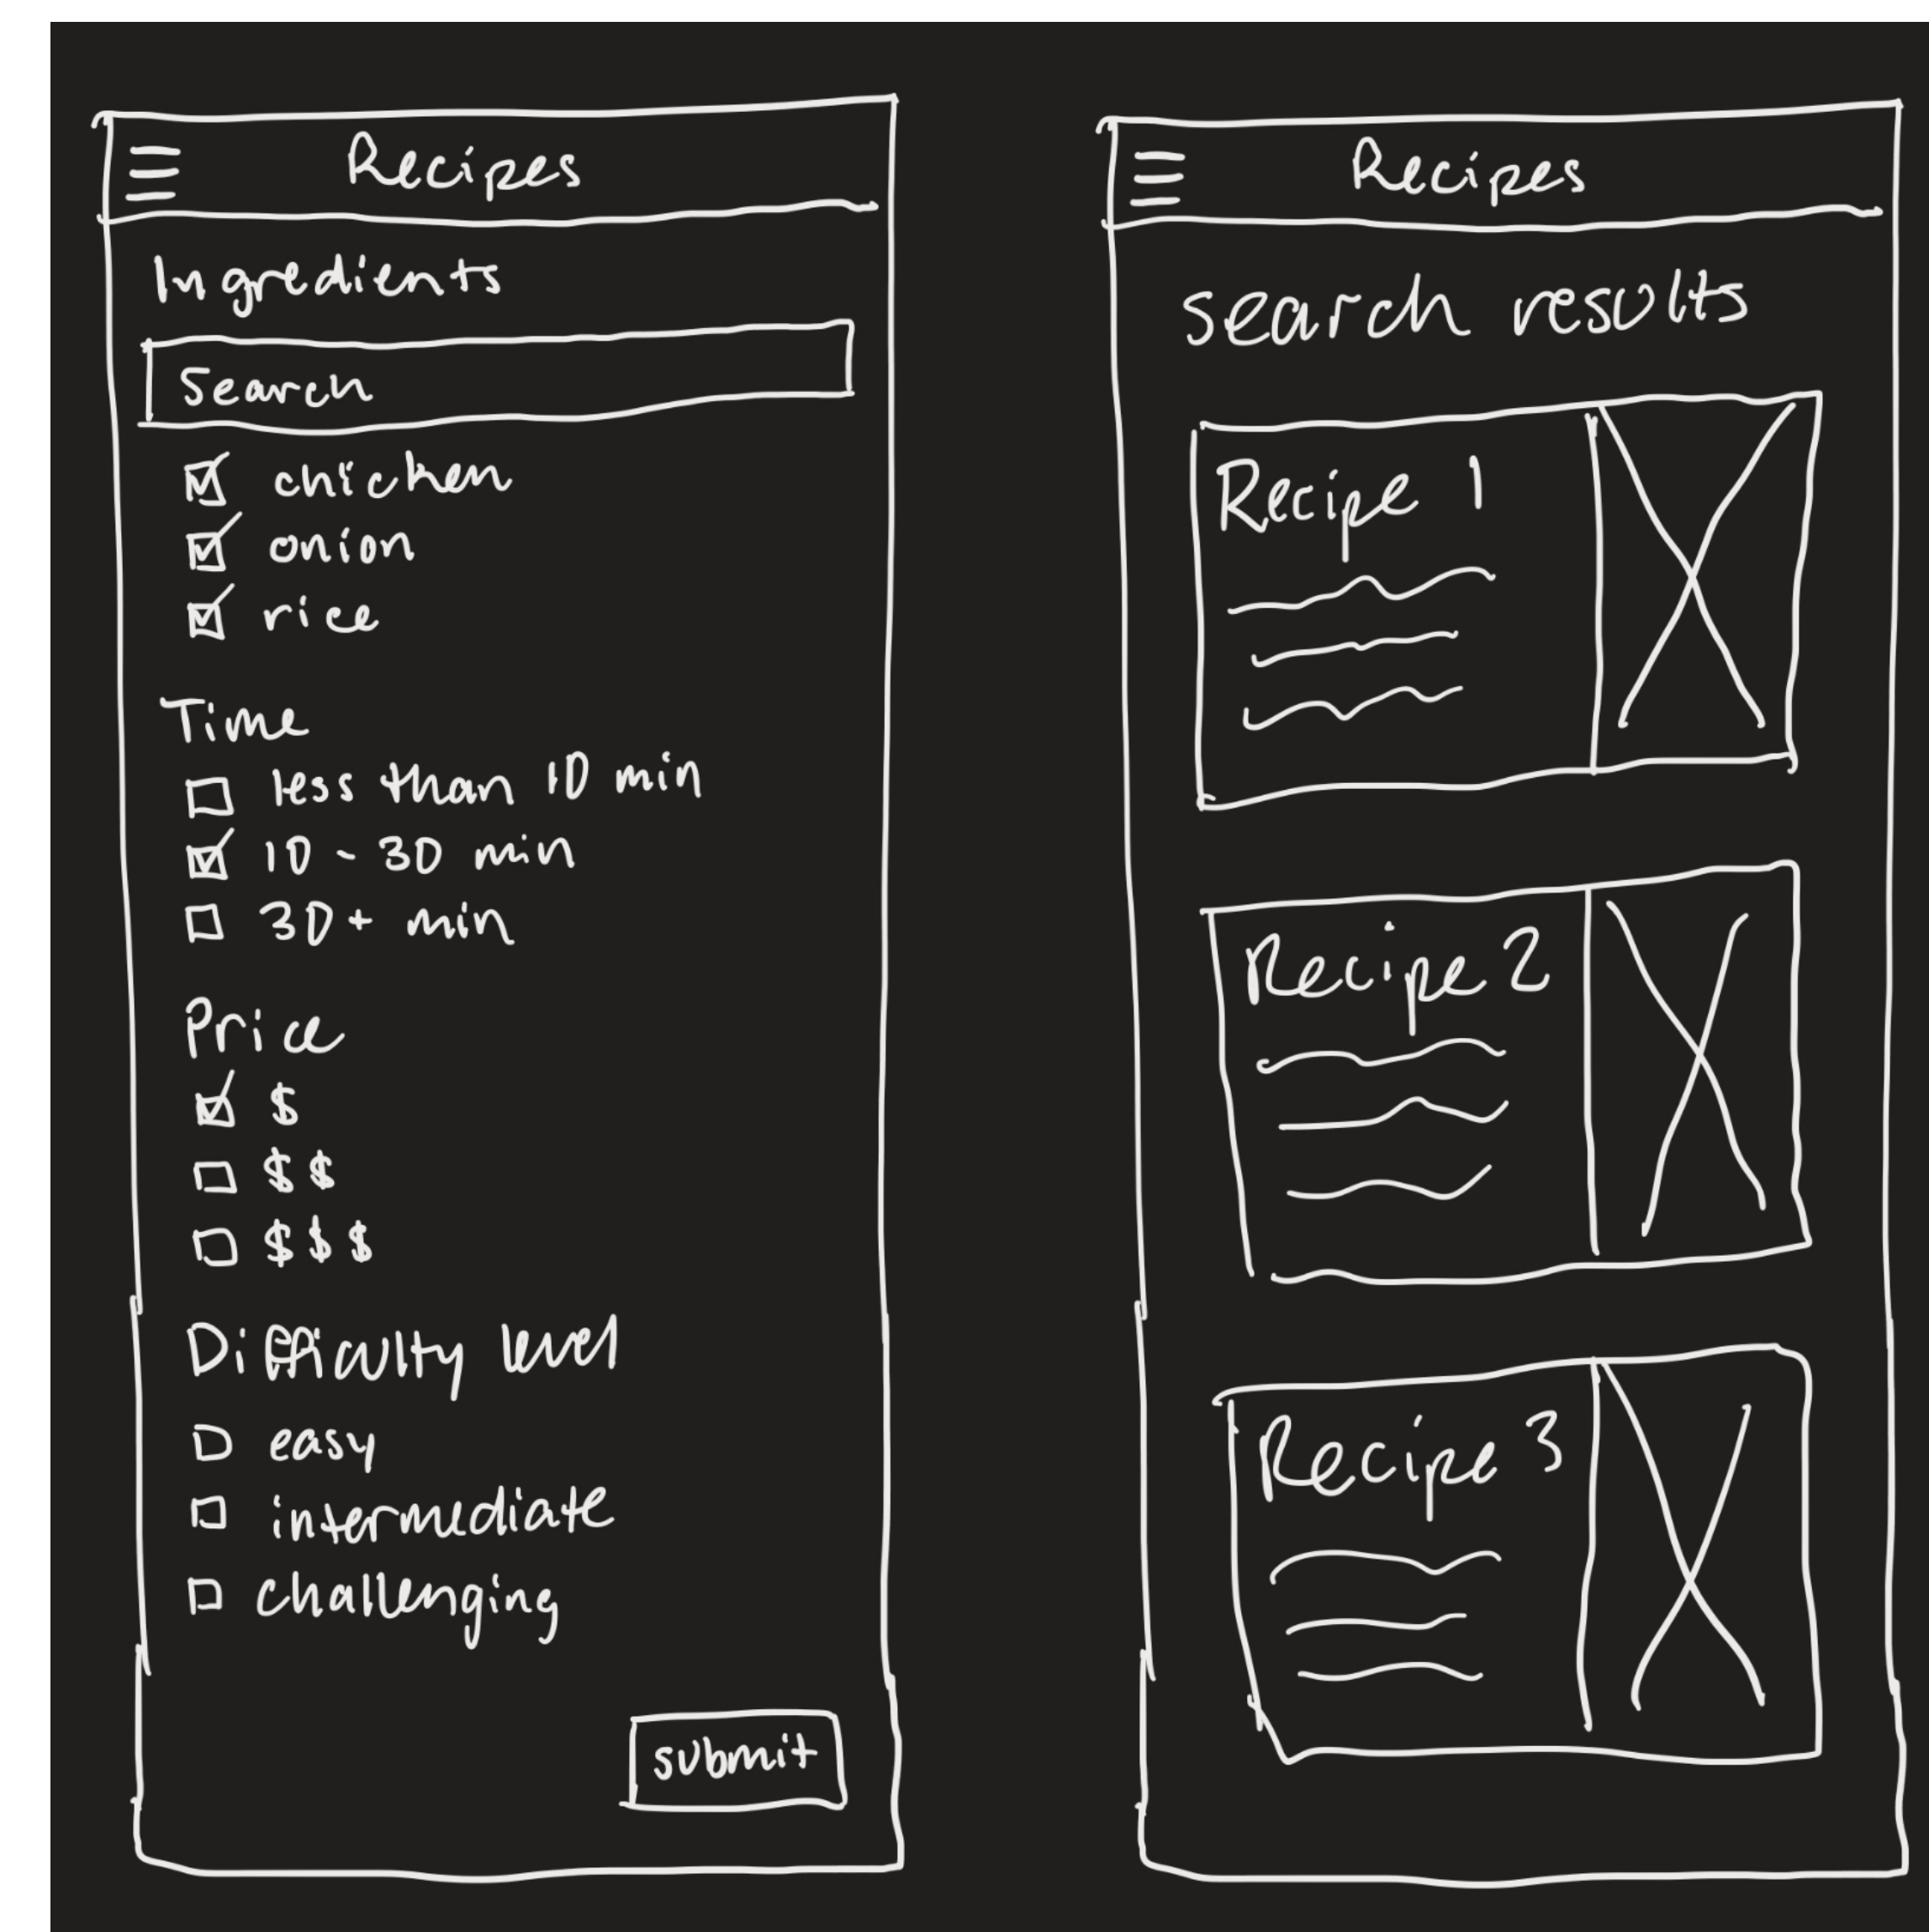 Recipes
Ingredients
Search
chicken
onion
rice
Time
less than 10 min
10 - 30 min
30+ min
Price
$
$$
$$$
Difficulty level
easy
intermediate
challenging
submit
Recipes
search results
Recipe 1
Recipe 2
Recipe 3